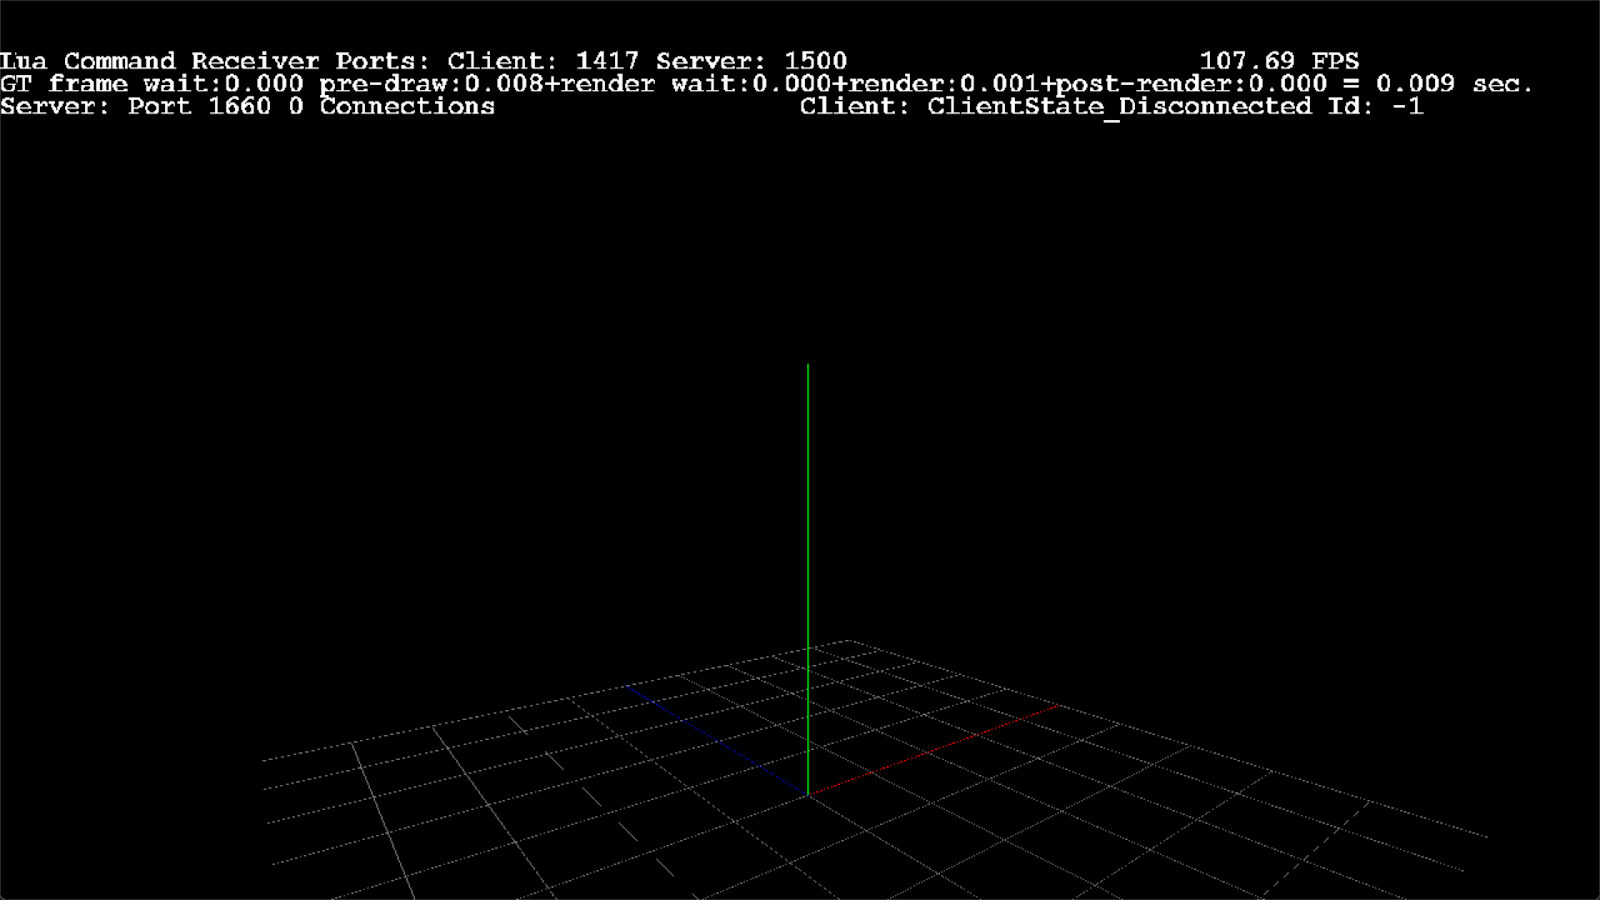 Lua Command Receiver Ports: Client: 1417 Server: 1500 107.69 FPS
GT frame wait:0.000 pre-draw:0.008+render wait:0.000+render:0.001+post-render:0.000 = 0.009 sec.
Server: Port 1660 0 Connections Client: ClientState_Disconnected Id: -1